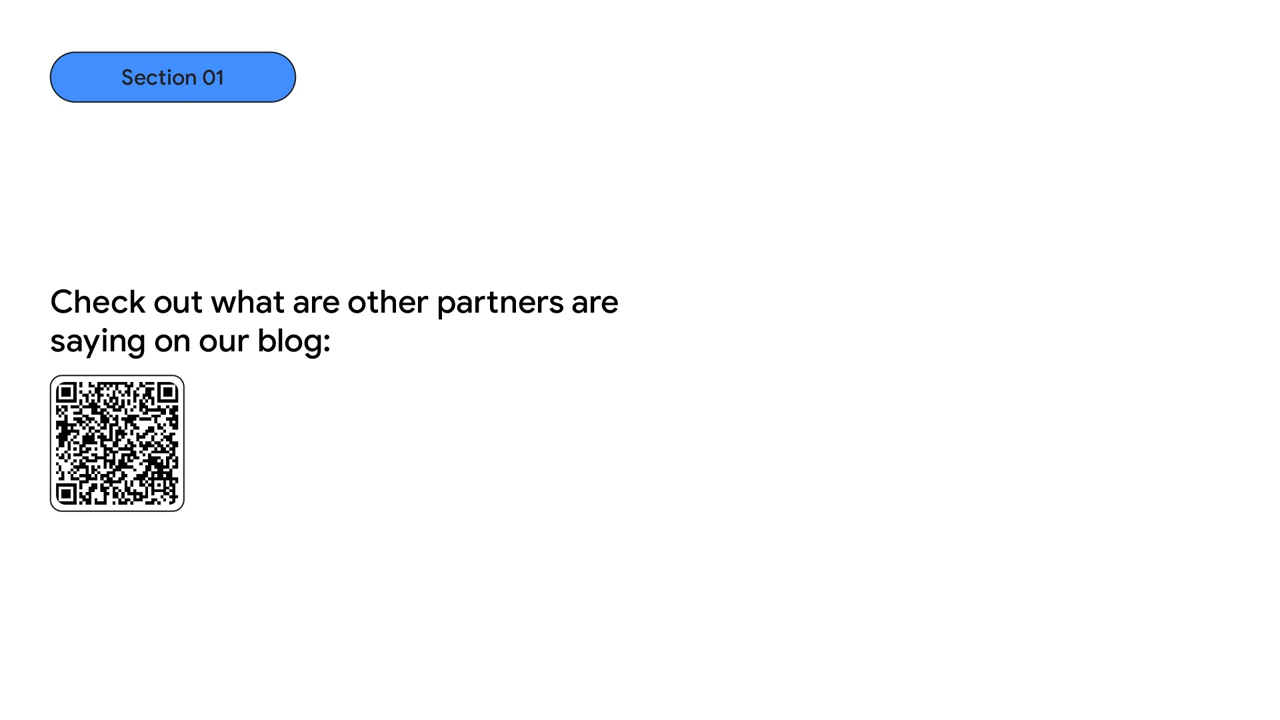 Section 01
Check out what are other partners are
saying on our blog: